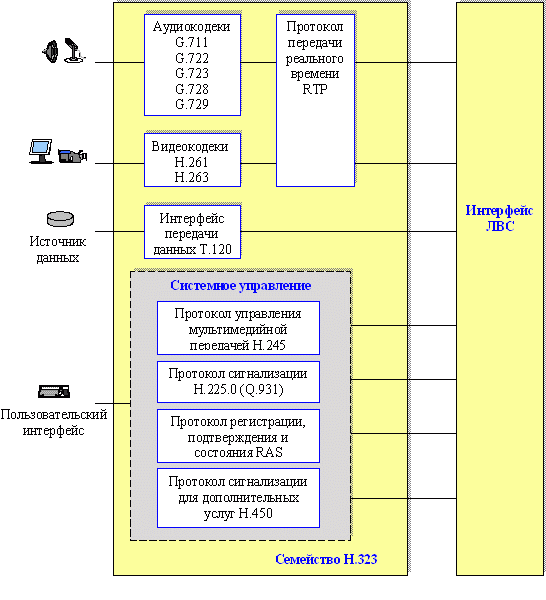 Аудиокодеки
G.711
G.722
G.723
G.728
G.729
Протокол
передачи
реального
времени
RTP
Видеокодеки
H.261
H.263
Интерфейс
передачи
данных T.120
Источник
данных
Интерфейс
ЛВС
Системное управление
Протокол управления
мультимедийной
передачей H.245
Протокол сигнализации
H.225.0 (Q.931)
Пользовательский
интерфейс
Протокол регистрации,
подтверждения и
состояния RAS
Протокол сигнализации
для дополнительных
услуг H.450
Семейство H.323